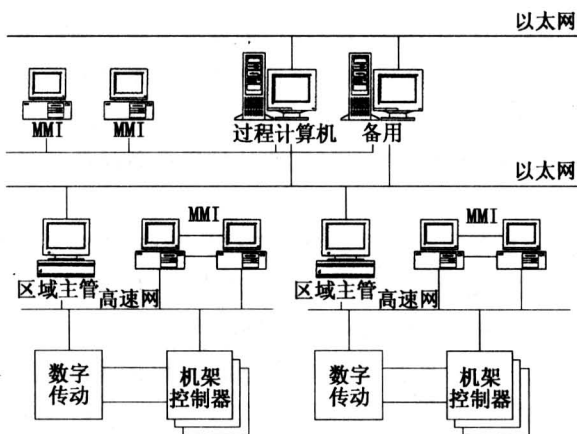 以太网
MMI
MMI
过程计算机
备用
以太网
MMI
MMI
区域主管
高速网
区域主管
高速网
数字
传动
机架
控制器
数字
传动
机架
控制器